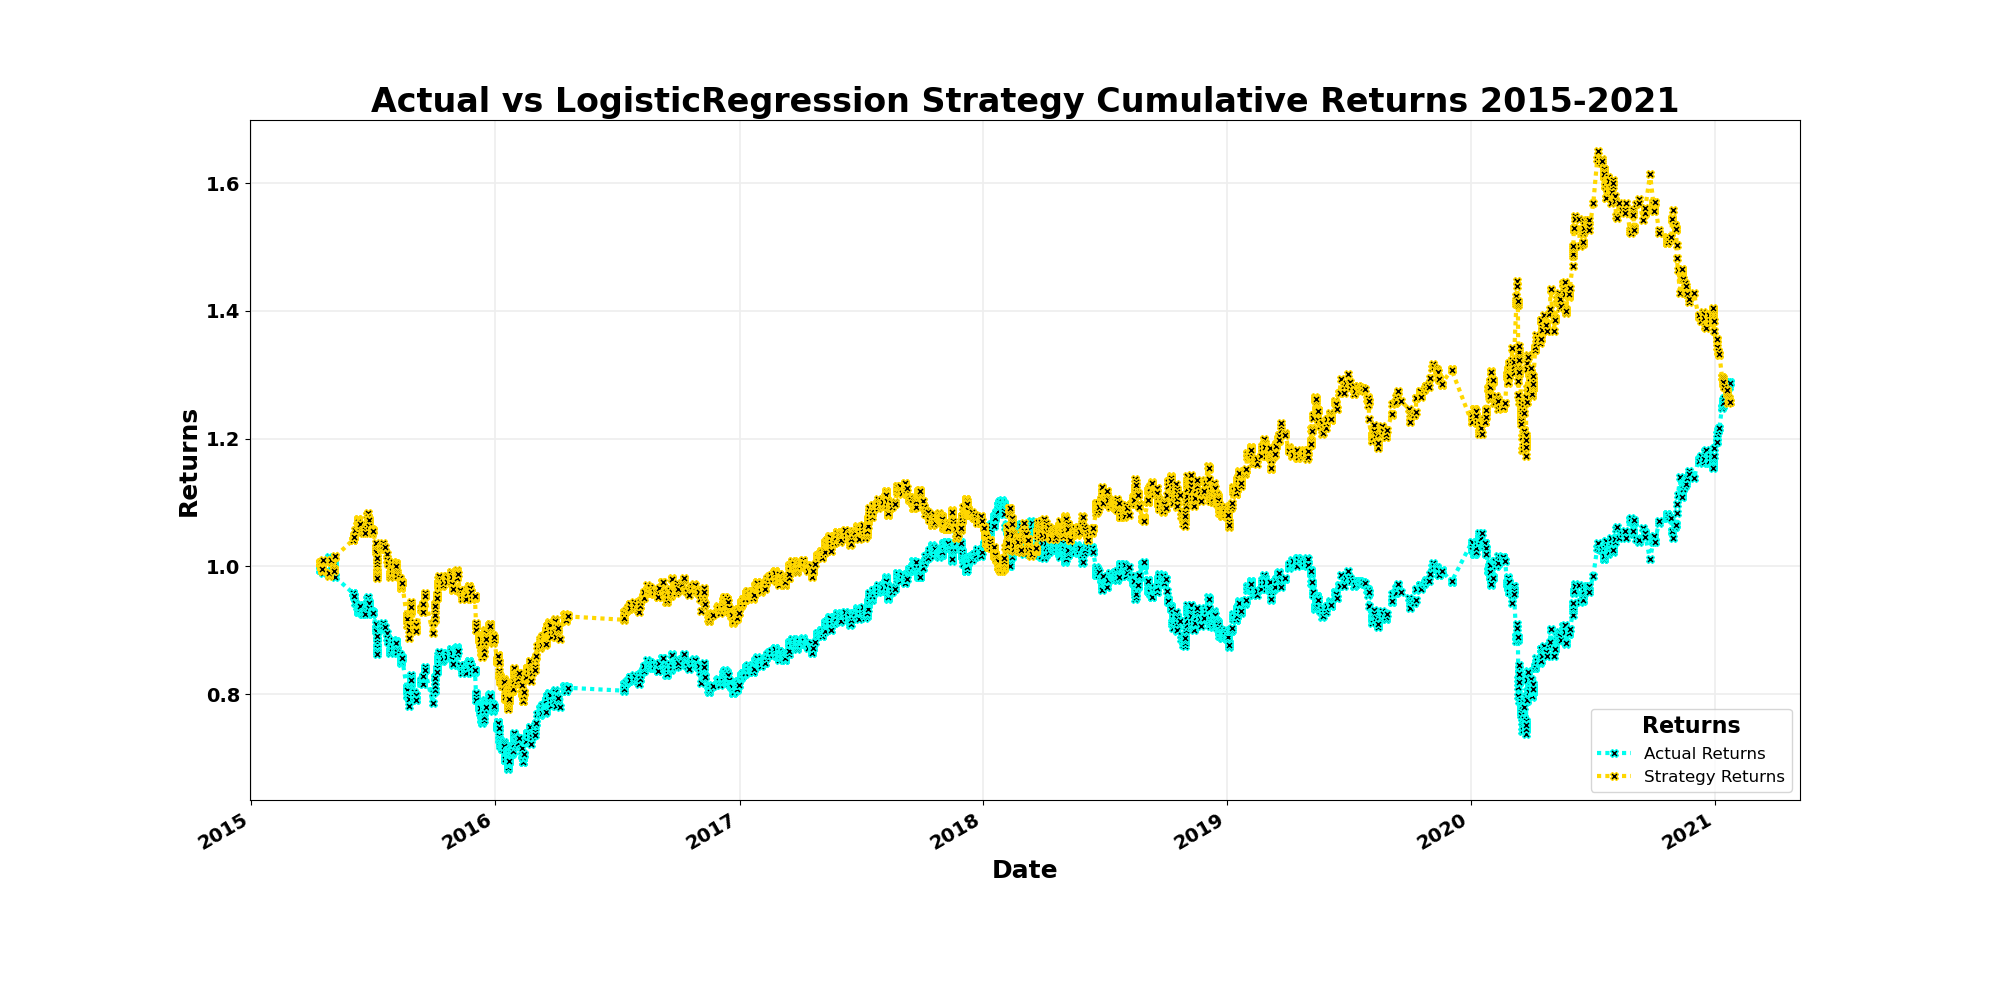 Actual vs LogisticRegression Strategy Cumulative Returns 2015-2021
Returns
1.6
1.4
1.2
1.0
0.8
Returns
Actual Returns
Strategy Returns
2015
2016
2017
2018
2019
2020
2021
Date